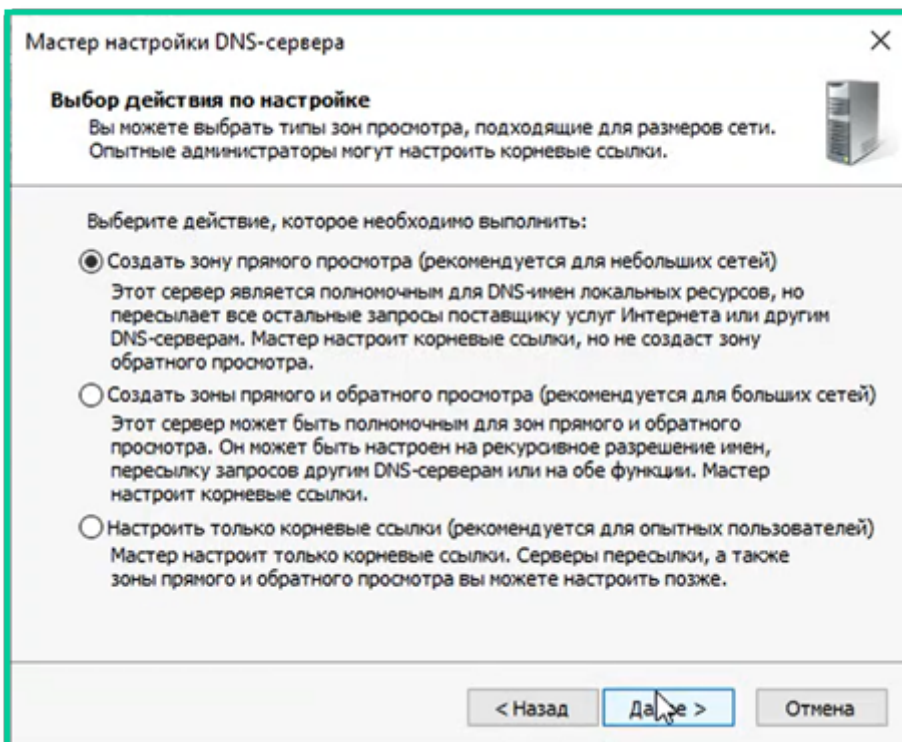 Мастер настройки DNS-сервера
Выбор действия по настройке
Вы можете выбрать типы зон просмотра, подходящие для размеров сети.
Опытные администраторы могут настроить корневые ссылки.
Выберите действие, которое необходимо выполнить:
Создать зону прямого просмотра (рекомендуется для небольших сетей)
Этот сервер является полномочным для DNS-имен локальных ресурсов, но
пересылает все остальные запросы поставщику услуг Интернета или другим
DNS-серверам. Мастер настроит корневые ссылки, но не создаст зону
обратного просмотра.
Создать зоны прямого и обратного просмотра (рекомендуется для больших сетей)
Этот сервер может быть полномочным для зон прямого и обратного
просмотра. Он может быть настроен на рекурсивное разрешение имен,
пересылку запросов другим DNS-серверам или на обе функции. Мастер
настроит корневые ссылки.
Настроить только корневые ссылки (рекомендуется для опытных пользователей)
Мастер настроит только корневые ссылки. Серверы пересылки, а также
зоны прямого и обратного просмотра вы можете настроить позже.
< Назад Далее > Отмена